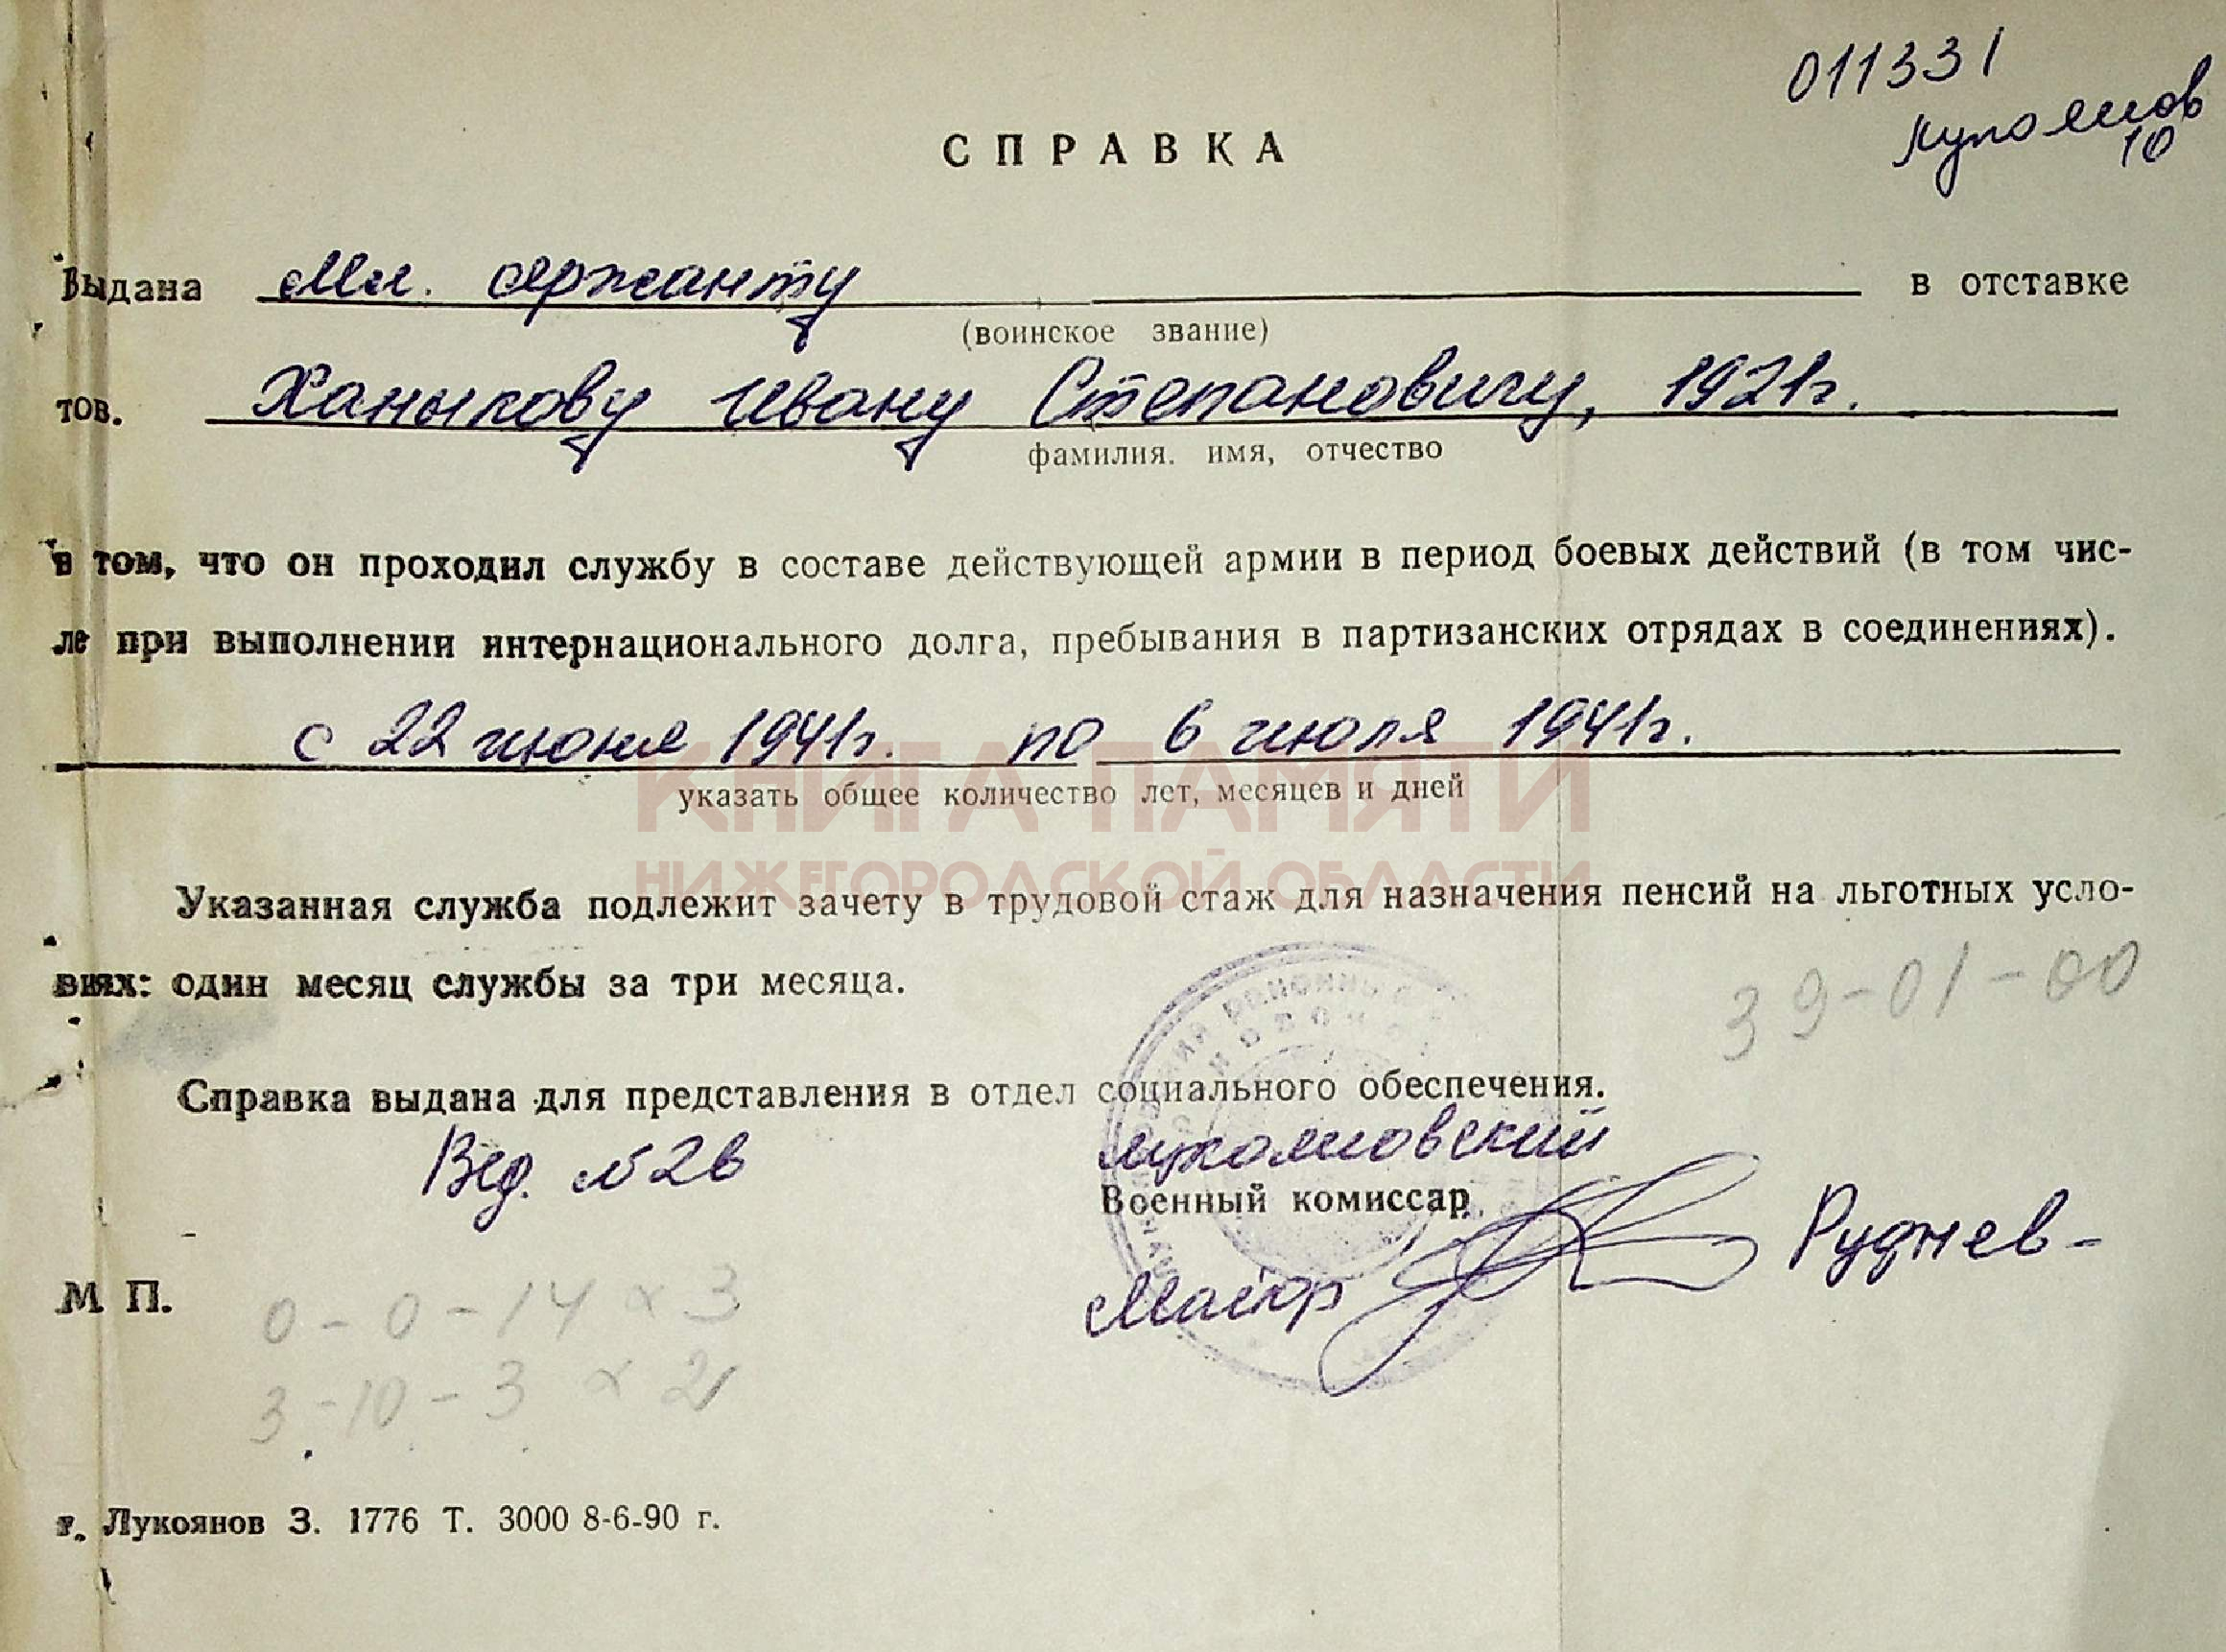 011331
Лукоянов
10
СПРАВКА
Выдана Мл. сержанту в отставке
(воинское звание)
тов. Ханыкову Ивану Степановичу, 1921г.
фамилия. имя, отчество
в том, что он проходил службу в составе действующей армии в период боевых действий (в том чис-
ле при выполнении интернационального долга, пребывания в партизанских отрядах в соединениях).
с 22 июня 1941г. по 6 июля 1941г.
указать общее количество лет, месяцев и дней
КНИГА ПАМЯТИ
НИЖЕГОРОДСКОЙ ОБЛАСТИ
Указанная служба подлежит зачету в трудовой стаж для назначения пенсий на льготных усло-
виях: один месяц службы за три месяца.
39-01-00
Справка выдана для представления в отдел социального обеспечения.
Вед. №2в
Лукояновский
Военный комиссар
Майор Руднев-
М П.
0-0-14 х 3
3-10-3 х 2
г. Лукоянов З. 1776 Т. 3000 8-6-90 г.